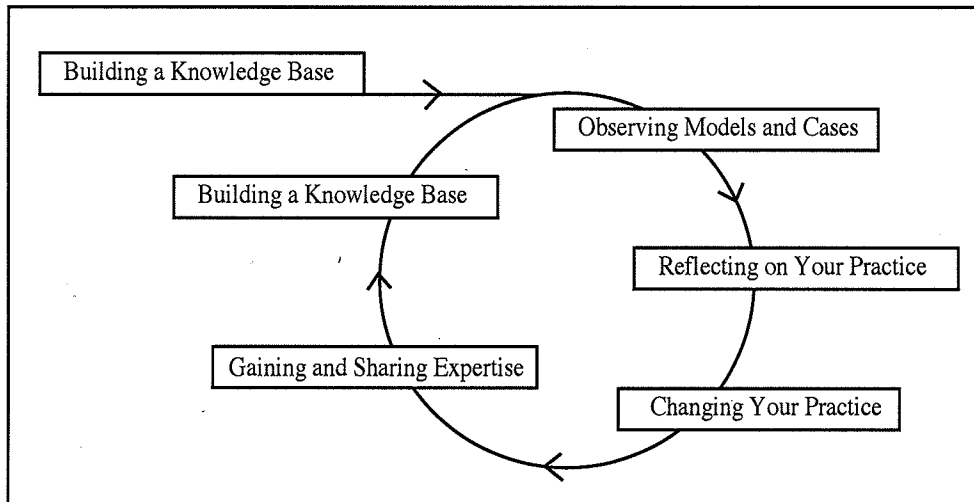 Building a Knowledge Base
Observing Models and Cases
Building a Knowledge Base
Reflecting on Your Practice
Gaining and Sharing Expertise
Changing Your Practice